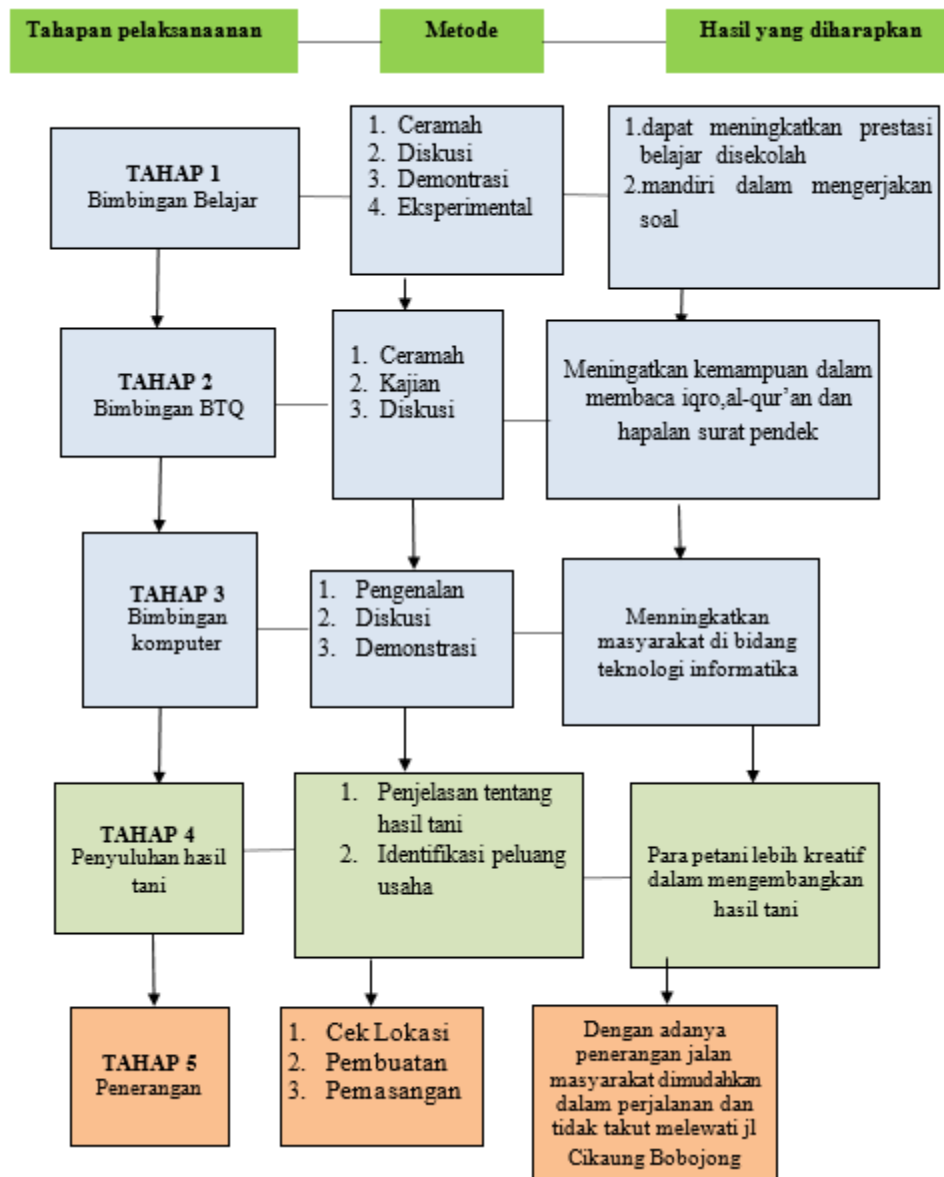 Tahapan pelaksanaanan
Metode
Hasil yang diharapkan
TAHAP 1
Bimbingan Belajar
1. Ceramah
2. Diskusi
3. Demontrasi
4. Eksperimental
1.dapat meningkatkan prestasi
belajar disekolah
2.mandiri dalam mengerjakan
soal
TAHAP 2
Bimbingan BTQ
1. Ceramah
2. Kajian
3. Diskusi
Meningatkan kemampuan dalam
membaca iqro,al-qur’an dan
hapalan surat pendek
TAHAP 3
Bimbingan
komputer
1. Pengenalan
2. Diskusi
3. Demonstrasi
Menningkatkan
masyarakat di bidang
teknologi informatika
TAHAP 4
Penyuluhan hasil
tani
1. Penjelasan tentang
hasil tani
2. Identifikasi peluang
usaha
Para petani lebih kreatif
dalam mengembangkan
hasil tani
TAHAP 5
Penerangan
1. Cek Lokasi
2. Pembuatan
3. Pemasangan
Dengan adanya
penerangan jalan
masyarakat dimudahkan
dalam perjalanan dan
tidak takut melewati jl
Cikaung Bobojong